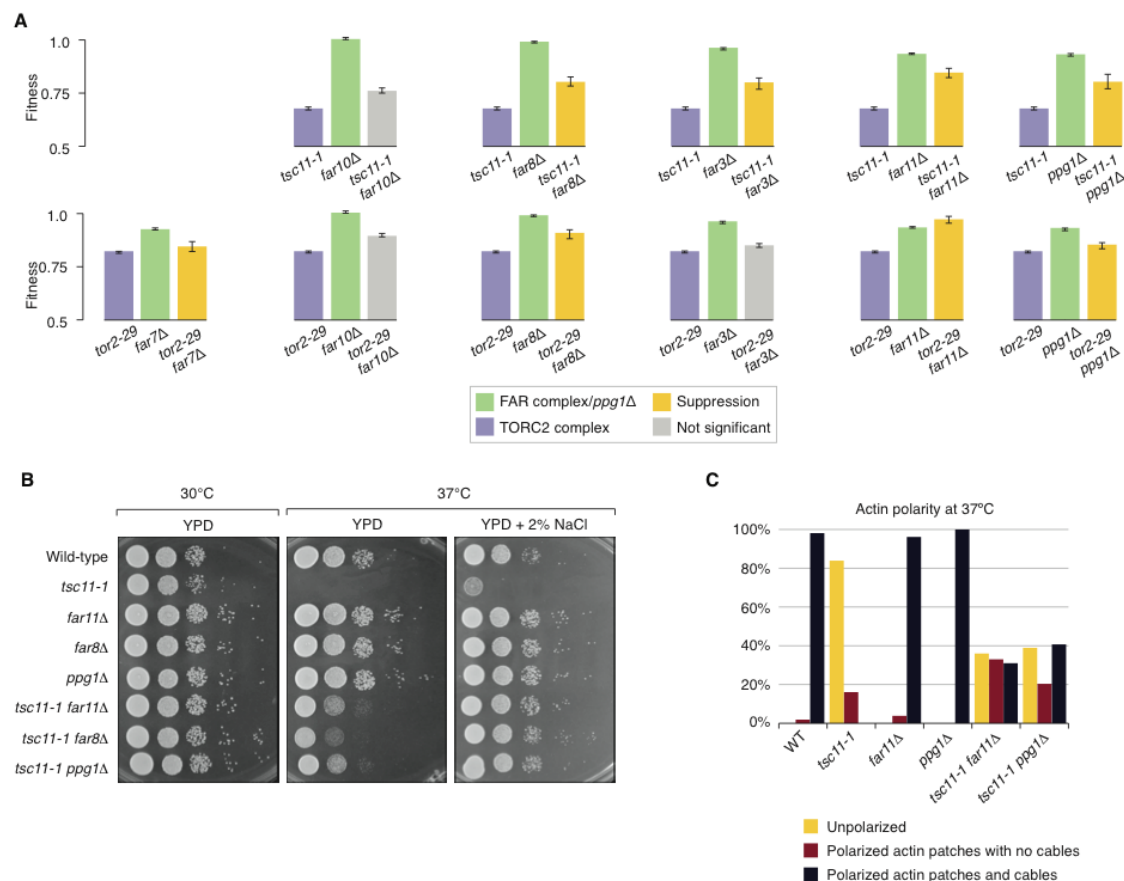 A
Fitness
1.0
0.75
0.5
tsc11-1
far10Δ
tsc11-1
far10Δ
tsc11-1
far8Δ
tsc11-1
far8Δ
tsc11-1
far3Δ
tsc11-1
far3Δ
tsc11-1
far11Δ
tsc11-1
far11Δ
tsc11-1
ppg1Δ
tsc11-1
ppg1Δ
Fitness
1.0
0.75
0.5
tor2-29
far7Δ
tor2-29
far7Δ
tor2-29
far10Δ
tor2-29
far10Δ
tor2-29
far8Δ
tor2-29
far8Δ
tor2-29
far3Δ
tor2-29
far3Δ
tor2-29
far11Δ
tor2-29
far11Δ
tor2-29
ppg1Δ
tor2-29
ppg1Δ
FAR complex/ppg1Δ
Suppression
TORC2 complex
Not significant
B
30°C
37°C
YPD
YPD
YPD + 2% NaCl
Wild-type
tsc11-1
far11Δ
far8Δ
ppg1Δ
tsc11-1 far11Δ
tsc11-1 far8Δ
tsc11-1 ppg1Δ
C
Actin polarity at 37ºC
100%
80%
60%
40%
20%
0%
WT
tsc11-1
far11Δ
ppg1Δ
tsc11-1 far11Δ
tsc11-1 ppg1Δ
Unpolarized
Polarized actin patches with no cables
Polarized actin patches and cables